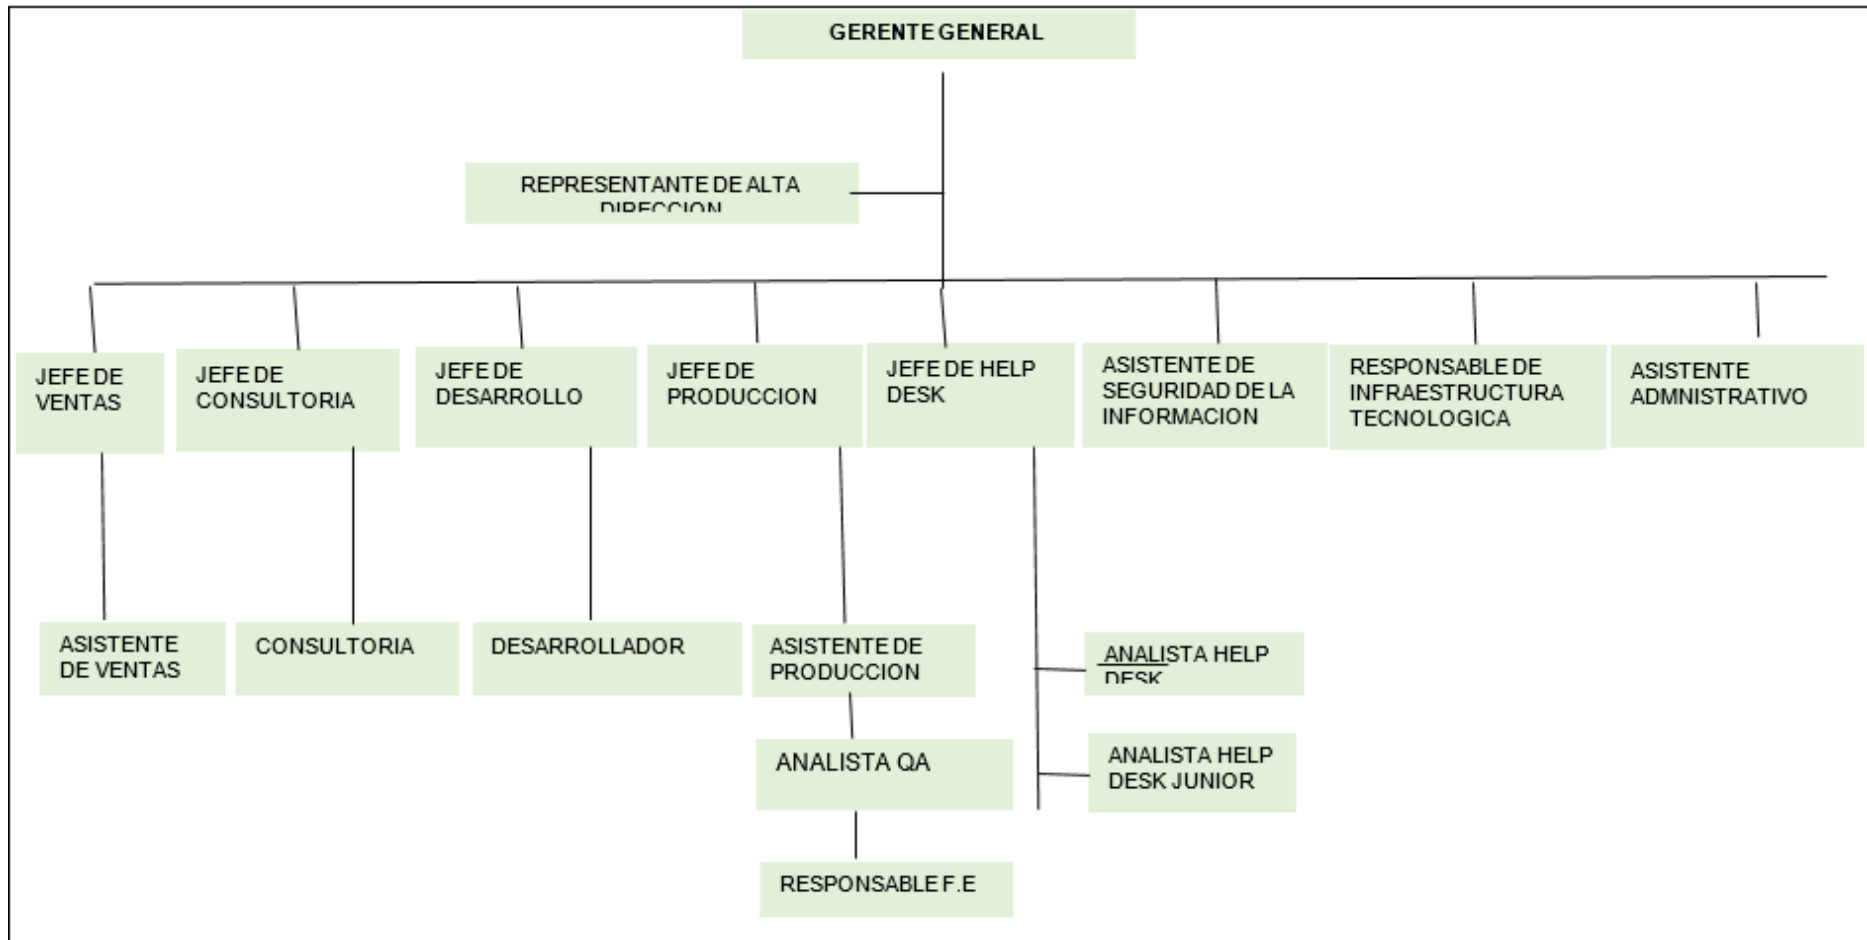 GERENTE GENERAL
REPRESENTANTE DE ALTA
DIRECCION
JEFE DE
VENTAS
JEFE DE
CONSULTORIA
JEFE DE
DESARROLLO
JEFE DE
PRODUCCION
JEFE DE HELP
DESK
ASISTENTE DE
SEGURIDAD DE LA
INFORMACION
RESPONSABLE DE
INFRAESTRUCTURA
TECNOLOGICA
ASISTENTE
ADMNISTRATIVO
ASISTENTE
DE VENTAS
CONSULTORIA
DESARROLLADOR
ASISTENTE DE
PRODUCCION
ANALISTA HELP
DESK
ANALISTA QA
ANALISTA HELP
DESK JUNIOR
RESPONSABLE F.E